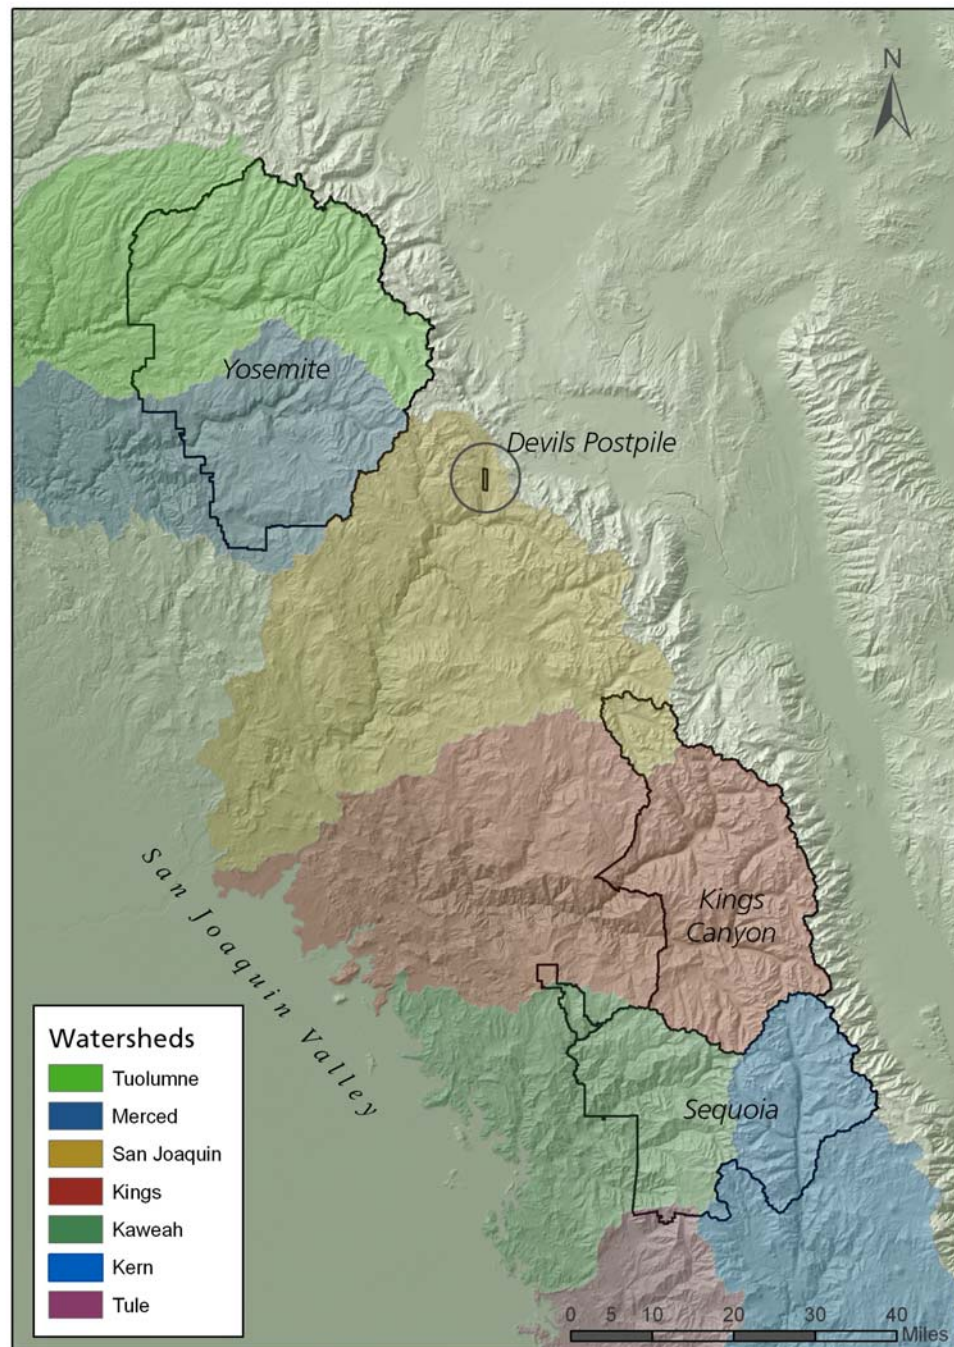 N
Yosemite
Devils Postpile
San Joaquin Valley
Kings
Canyon
Sequoia
Watersheds
Tuolumne
Merced
San Joaquin
Kings
Kaweah
Kern
Tule
0 5 10 20 30 40
Miles